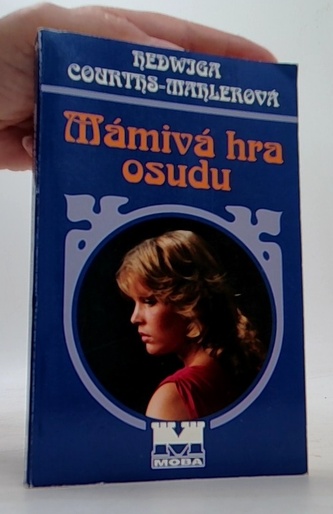 HEDWIGA
COURTHS-MAHLEROVÁ
Mámivá hra
osudu
M
MOBA